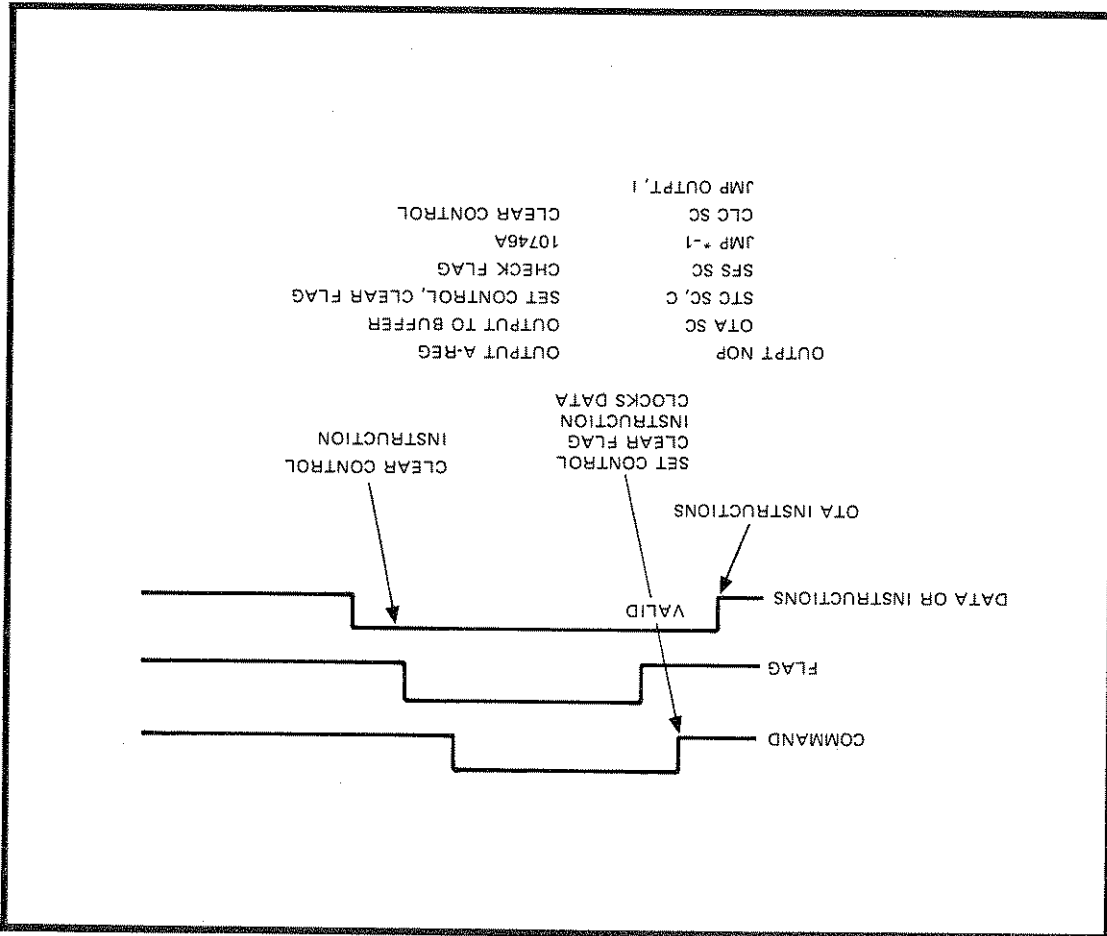 COMMAND
FLAG
DATA OR INSTRUCTIONS
VALID
OTA INSTRUCTIONS
SET CONTROL
CLEAR FLAG
INSTRUCTION
CLOCKS DATA
CLEAR CONTROL
INSTRUCTION
OUTPT NOP OUTPUT A-REG
OTA SC OUTPUT TO BUFFER
STC SC, C SET CONTROL, CLEAR FLAG
SFS SC CHECK FLAG
JMP *-1 10746A
CLC SC CLEAR CONTROL
JMP OUTPT, I